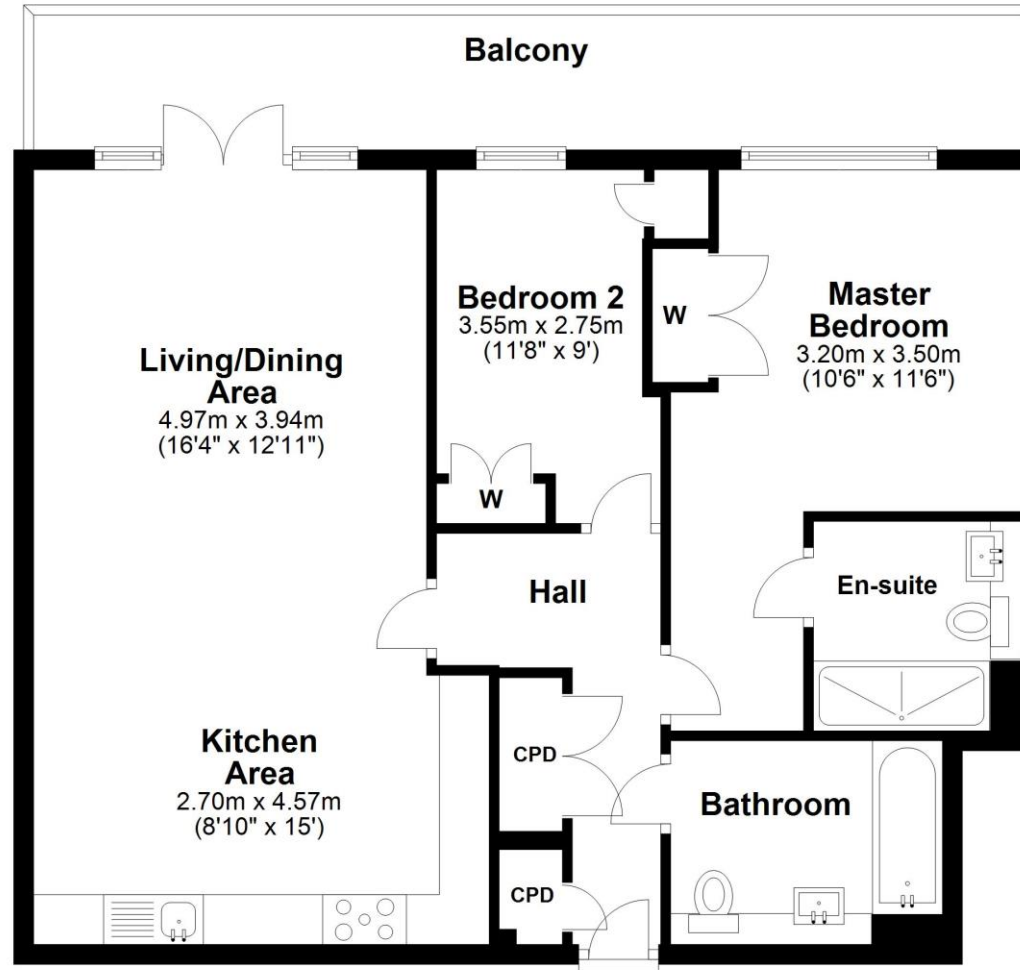 Balcony
Living/Dining
Area
4.97m x 3.94m
(16'4" x 12'11")
Bedroom 2
3.55m x 2.75m
(11'8" x 9')
W
Master
Bedroom
3.20m x 3.50m
(10'6" x 11'6")
W
Hall
En-suite
Kitchen
Area
2.70m x 4.57m
(8'10" x 15')
CPD
Bathroom
CPD